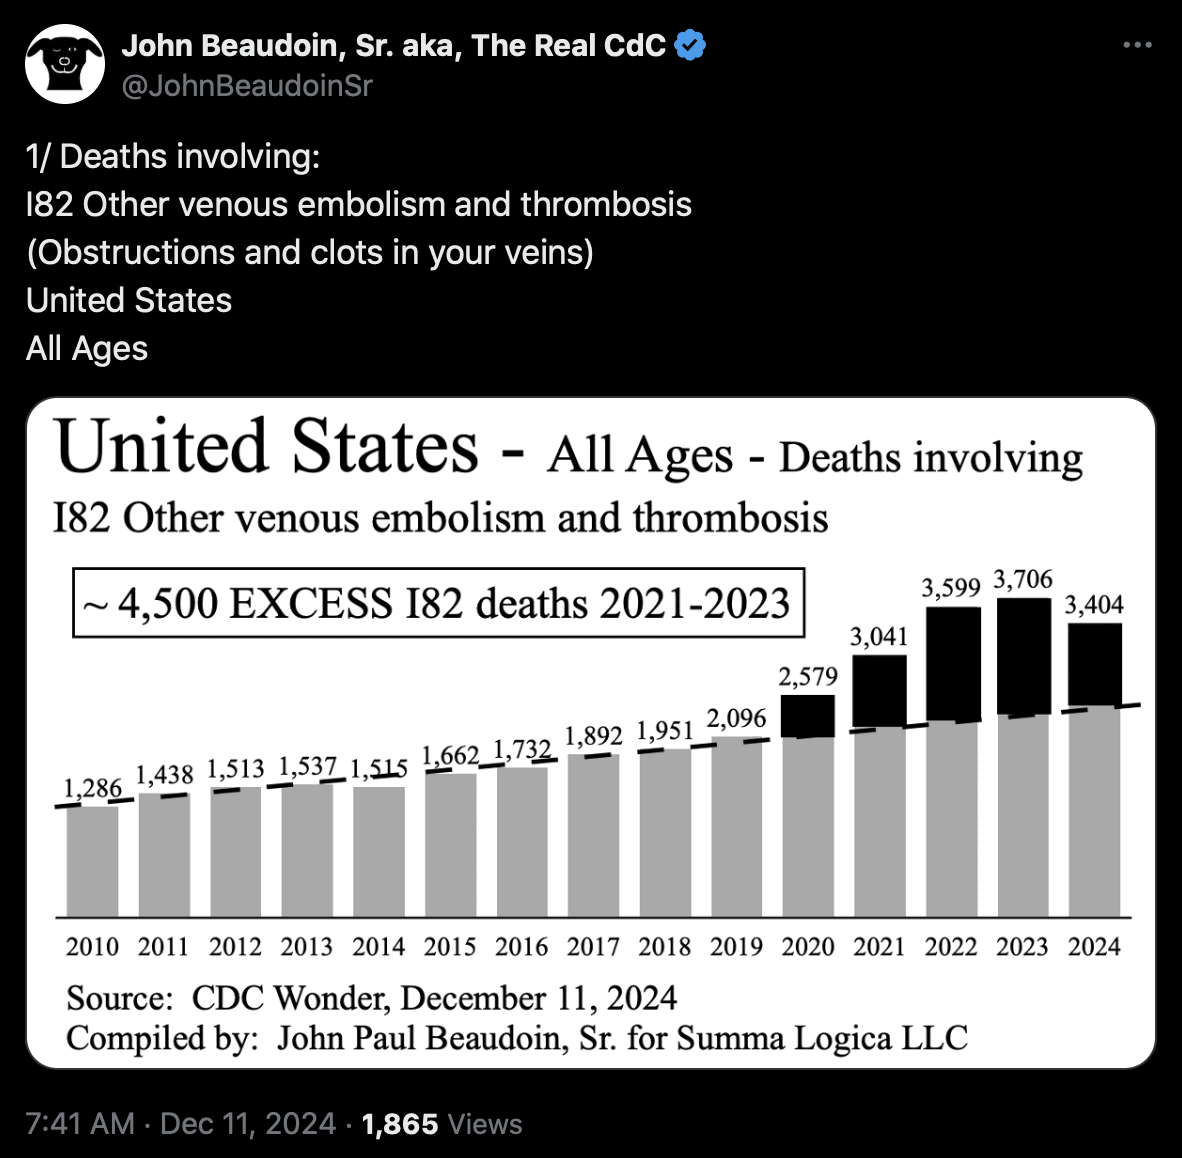 John Beaudoin, Sr. aka, The Real CdC
@JohnBeaudoinSr
1/ Deaths involving:
I82 Other venous embolism and thrombosis
(Obstructions and clots in your veins)
United States
All Ages
United States - All Ages - Deaths involving
I82 Other venous embolism and thrombosis
~ 4,500 EXCESS I82 deaths 2021-2023
1,286 1,438 1,513 1,537 1,515 1,662 1,732 1,892 1,951 2,096 2,579 3,041 3,599 3,706 3,404
2010 2011 2012 2013 2014 2015 2016 2017 2018 2019 2020 2021 2022 2023 2024
Source: CDC Wonder, December 11, 2024
Compiled by: John Paul Beaudoin, Sr. for Summa Logica LLC
7:41 AM · Dec 11, 2024 · 1,865 Views